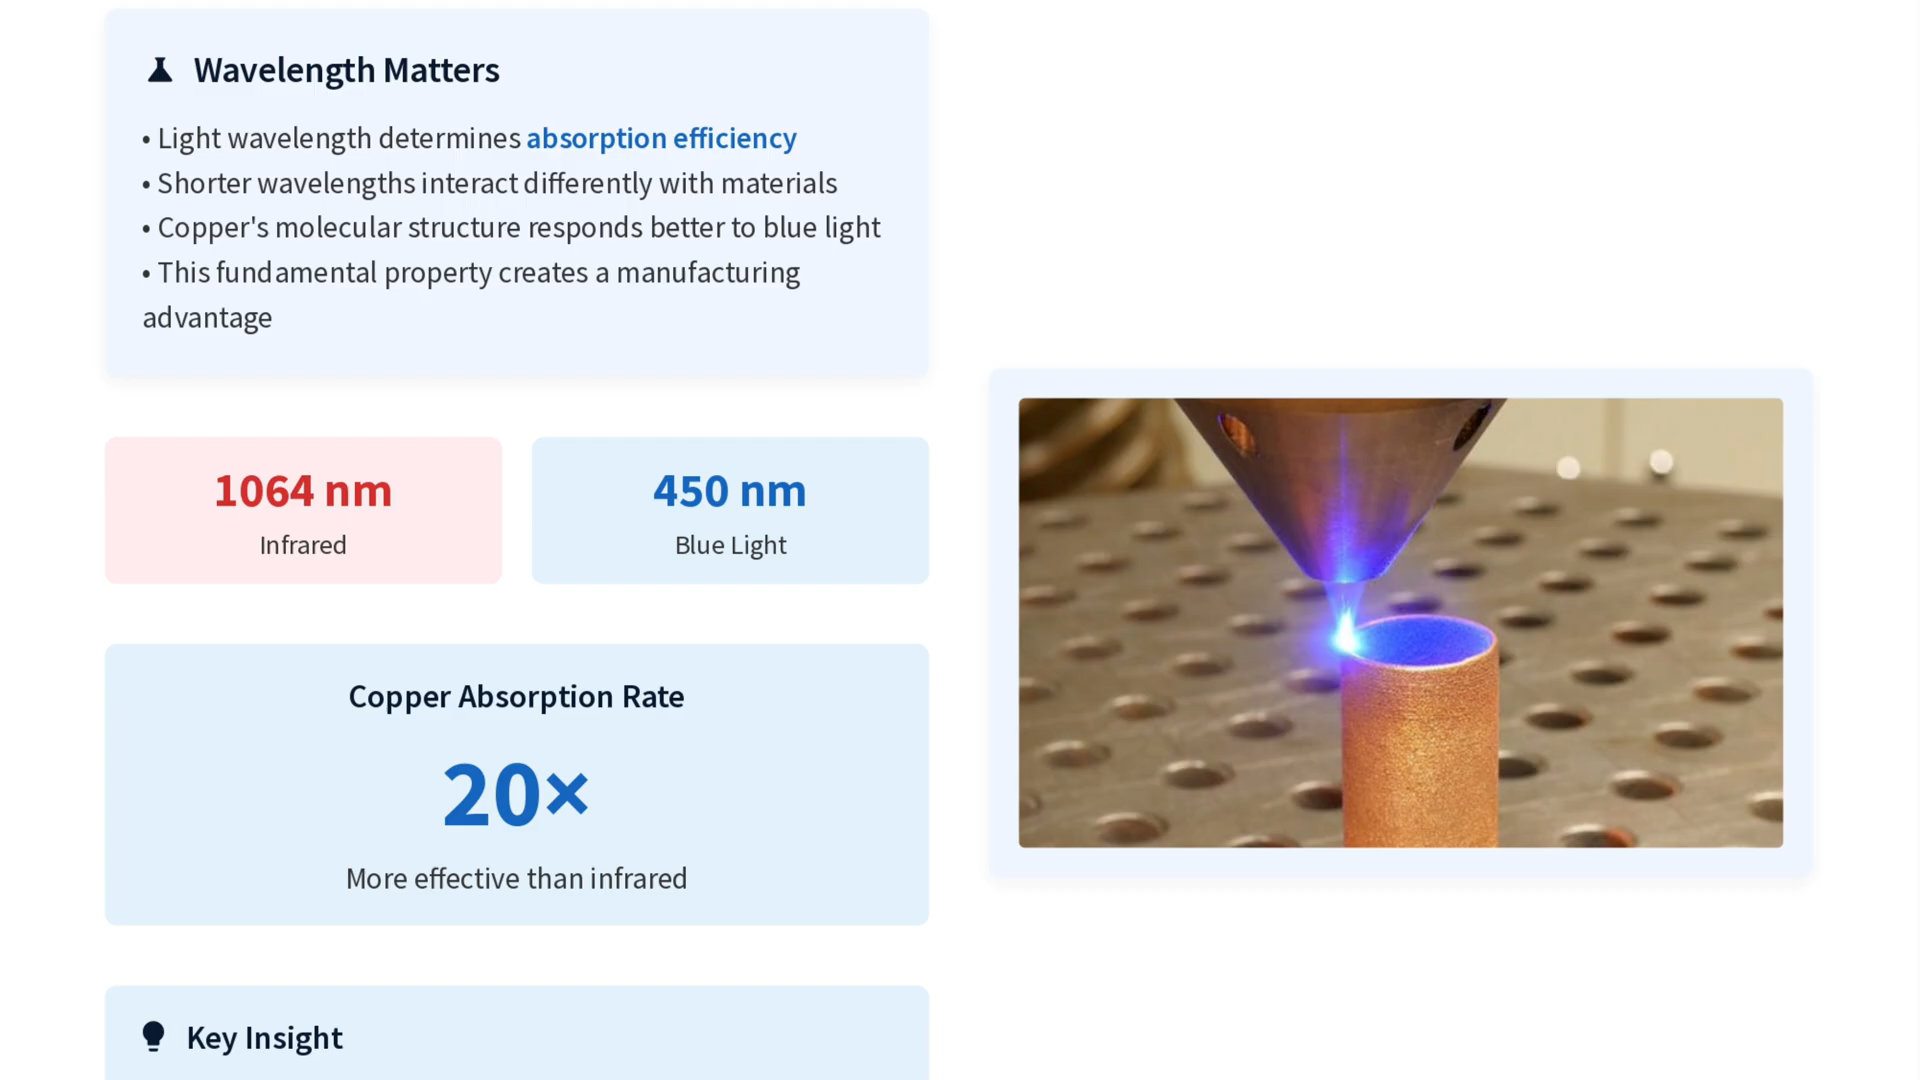 Wavelength Matters
• Light wavelength determines absorption efficiency
• Shorter wavelengths interact differently with materials
• Copper's molecular structure responds better to blue light
• This fundamental property creates a manufacturing
advantage
1064 nm
Infrared
450 nm
Blue Light
Copper Absorption Rate
20×
More effective than infrared
Key Insight